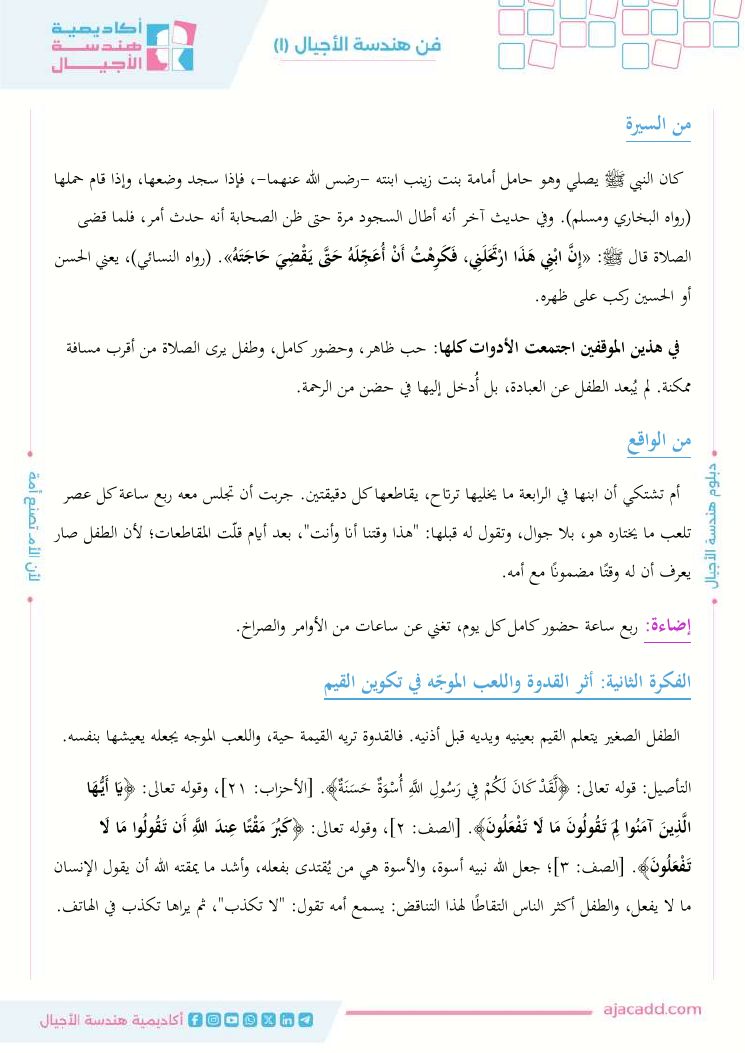 أكاديمية
هندسة
الأجيال
فن هندسة الأجيال (١)
من السيرة
كان النبي ﷺ يصلي وهو حامل أمامة بنت زينب ابنته –رضس الله عنهما–، فإذا سجد وضعها، وإذا قام حملها
(رواه البخاري ومسلم). وفي حديث آخر أنه أطال السجود مرة حتى ظن الصحابة أنه حدث أمر، فلما قضى
الصلاة قال ﷺ: «إِنَّ ابْنِي هَذَا ارْتَحَلَنِي، فَكَرِهْتُ أَنْ أُعَجِّلَهُ حَتَّى يَقْضِيَ حَاجَتَهُ». (رواه النسائي)، يعني الحسن
أو الحسين ركب على ظهره.
في هذين الموقفين اجتمعت الأدوات كلها: حب ظاهر، وحضور كامل، وطفل يرى الصلاة من أقرب مسافة
ممكنة. لم يُبعد الطفل عن العبادة، بل أُدخل إليها في حضن من الرحمة.
من الواقع
أم تشتكي أن ابنها في الرابعة ما يخليها ترتاح، يقاطعها كل دقيقتين. جربت أن تجلس معه ربع ساعة كل عصر
تلعب ما يختاره هو، بلا جوال، وتقول له قبلها: "هذا وقتنا أنا وأنت"، بعد أيام قلّت المقاطعات؛ لأن الطفل صار
يعرف أن له وقتًا مضمونًا مع أمه.
إضاءة: ربع ساعة حضور كامل كل يوم، تغني عن ساعات من الأوامر والصراخ.
الفكرة الثانية: أثر القدوة واللعب الموجّه في تكوين القيم
الطفل الصغير يتعلم القيم بعينيه ويديه قبل أذنيه. فالقدوة تريه القيمة حية، واللعب الموجه يجعله يعيشها بنفسه.
التأصيل: قوله تعالى: ﴿لَّقَدْ كَانَ لَكُمْ فِي رَسُولِ اللَّهِ أُسْوَةٌ حَسَنَةٌ﴾. [الأحزاب: ٢١]، وقوله تعالى: ﴿يَا أَيُّهَا
الَّذِينَ آمَنُوا لِمَ تَقُولُونَ مَا لَا تَفْعَلُونَ﴾. [الصف: ٢]، وقوله تعالى: ﴿كَبُرَ مَقْتًا عِندَ اللَّهِ أَن تَقُولُوا مَا لَا
تَفْعَلُونَ﴾. [الصف: ٣]؛ جعل الله نبيه أسوة، والأسوة هي من يُقتدى بفعله، وأشد ما يمقته الله أن يقول الإنسان
ما لا يفعل، والطفل أكثر الناس التقاطًا لهذا التناقض: يسمع أمه تقول: "لا تكذب"، ثم يراها تكذب في الهاتف.
دبلوم هندسة الأجيال
لأن الأم تصنع أمة
أكاديمية هندسة الأجيال
ajacadd.com